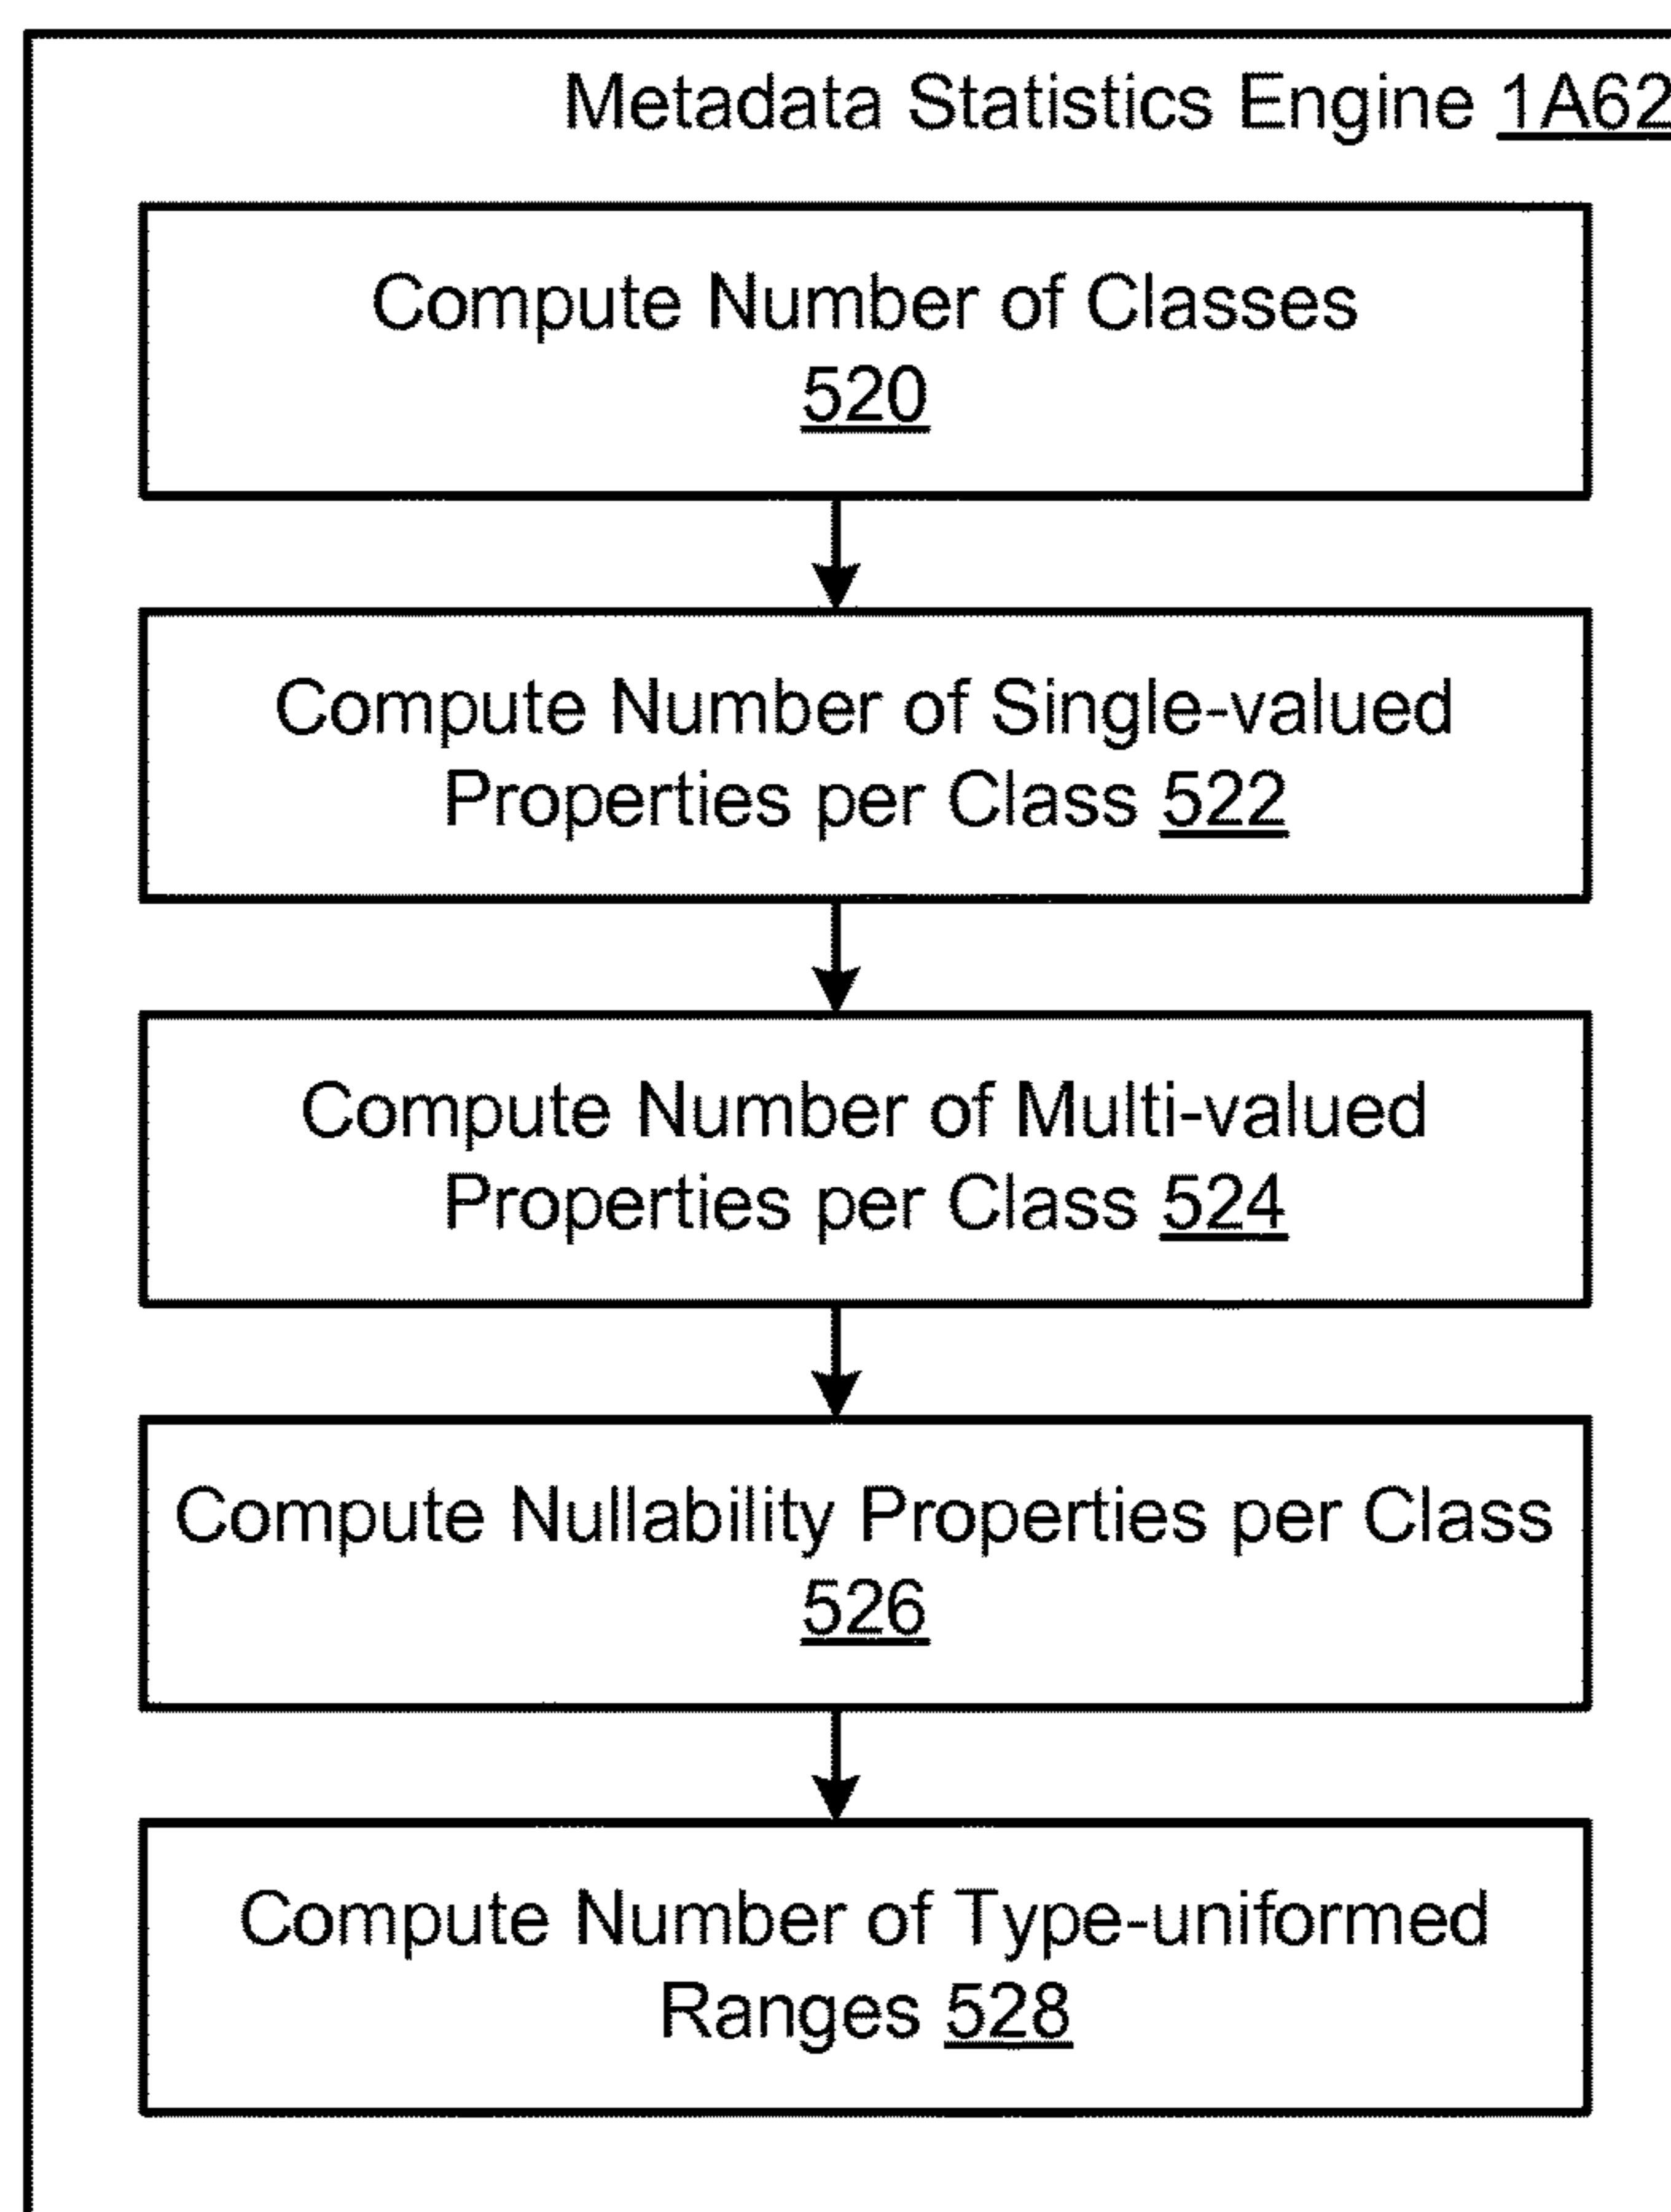 Metadata Statistics Engine 1A62
Compute Number of Classes
520
Compute Number of Single-valued
Properties per Class 522
Compute Number of Multi-valued
Properties per Class 524
Compute Nullability Properties per Class
526
Compute Number of Type-uniformed
Ranges 528